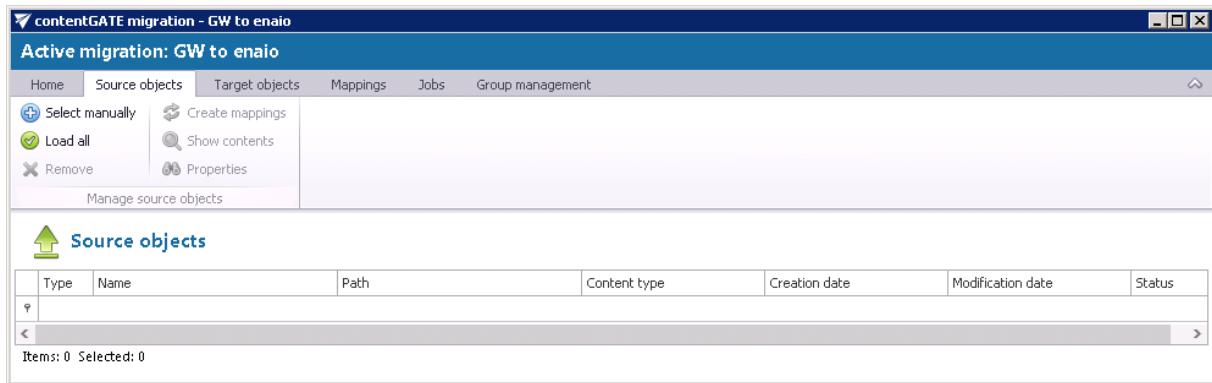 contentGATE migration - GW to enaio
Active migration: GW to enaio
Home Source objects Target objects Mappings Jobs Group management
Select manually Create mappings
Load all Show contents
Remove Properties
Manage source objects
Source objects
Type Name Path Content type Creation date Modification date Status
Items: 0 Selected: 0